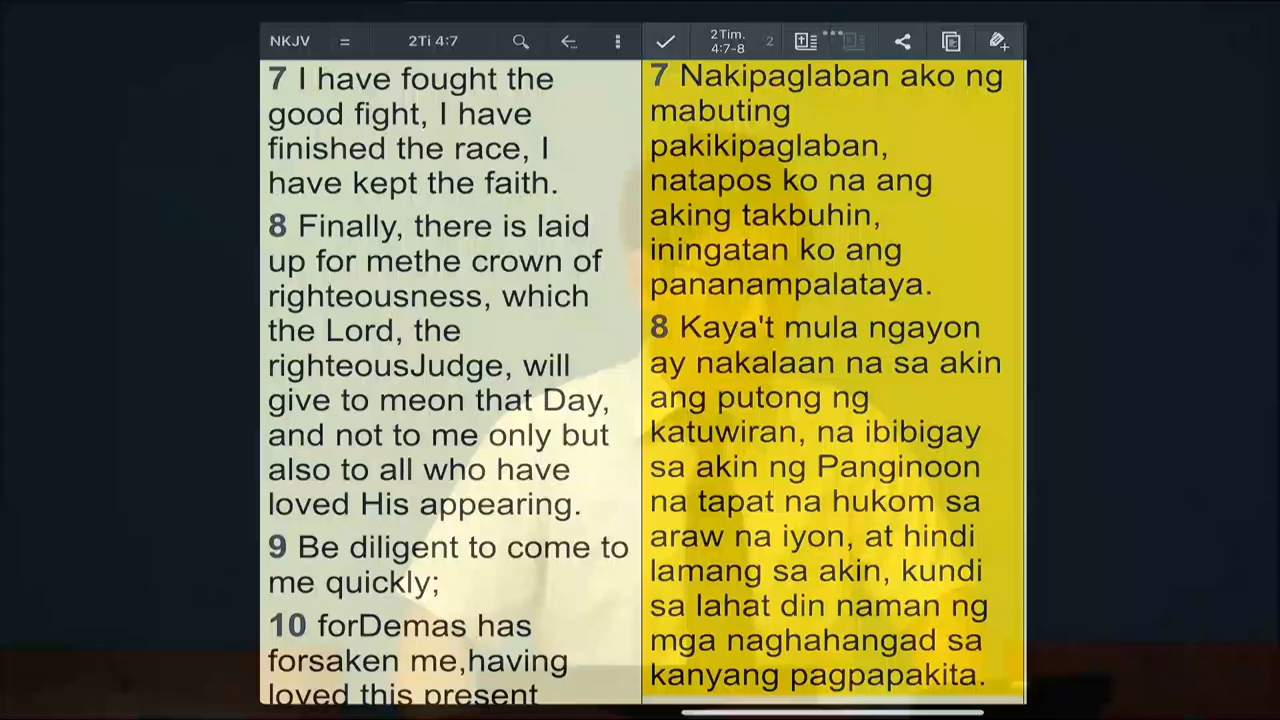 NKJV = 2Ti 4:7
7 I have fought the
good fight, I have
finished the race, I
have kept the faith.
8 Finally, there is laid
up for methe crown of
righteousness, which
the Lord, the
righteousJudge, will
give to meon that Day,
and not to me only but
also to all who have
loved His appearing.
9 Be diligent to come to
me quickly;
10 forDemas has
forsaken me,having
loved this present
2 Tim.
4:7-8
2
7 Nakipaglaban ako ng
mabuting
pakikipaglaban,
natapos ko na ang
aking takbuhin,
iningatan ko ang
pananampalataya.
8 Kaya't mula ngayon
ay nakalaan na sa akin
ang putong ng
katuwiran, na ibibigay
sa akin ng Panginoon
na tapat na hukom sa
araw na iyon, at hindi
lamang sa akin, kundi
sa lahat din naman ng
mga naghahangad sa
kanyang pagpapakita.